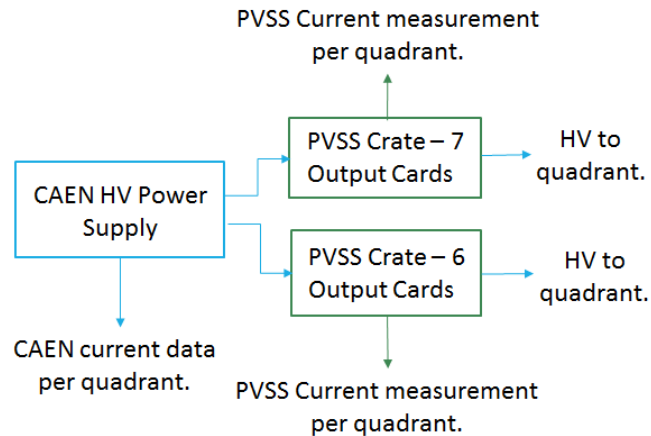 PVSS Current measurement
per quadrant.
PVSS Crate – 7
Output Cards
HV to
quadrant.
CAEN HV Power
Supply
PVSS Crate – 6
Output Cards
HV to
quadrant.
CAEN current data
per quadrant.
PVSS Current measurement
per quadrant.